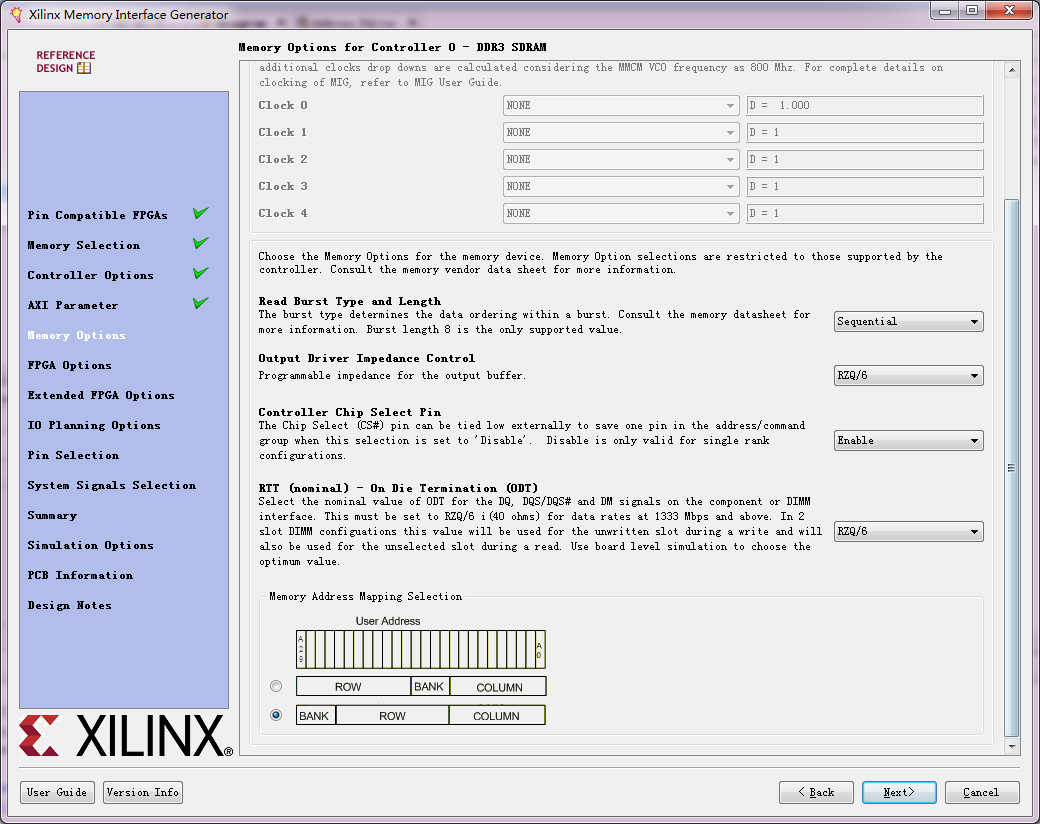 Xilinx Memory Interface Generator
REFERENCE
DESIGN
Pin Compatible FPGAs
Memory Selection
Controller Options
AXI Parameter
Memory Options
FPGA Options
Extended FPGA Options
IO Planning Options
Pin Selection
System Signals Selection
Summary
Simulation Options
PCB Information
Design Notes
XILINX®
Memory Options for Controller 0 - DDR3 SDRAM
additional clocks drop downs are calculated considering the MMCM VCO frequency as 800 Mhz. For complete details on
clocking of MIG, refer to MIG User Guide.
Clock 0 NONE D = 1.000
Clock 1 NONE D = 1
Clock 2 NONE D = 1
Clock 3 NONE D = 1
Clock 4 NONE D = 1
Choose the Memory Options for the memory device. Memory Option selections are restricted to those supported by the
controller. Consult the memory vendor data sheet for more information.
Read Burst Type and Length
The burst type determines the data ordering within a burst. Consult the memory datasheet for
more information. Burst length 8 is the only supported value.
Sequential
Output Driver Impedance Control
Programmable impedance for the output buffer.
RZQ/6
Controller Chip Select Pin
The Chip Select (CS#) pin can be tied low externally to save one pin in the address/command
group when this selection is set to 'Disable'. Disable is only valid for single rank
configurations.
Enable
RTT (nominal) - On Die Termination (ODT)
Select the nominal value of ODT for the DQ, DQS/DQS# and DM signals on the component or DIMM
interface. This must be set to RZQ/6 i(40 ohms) for data rates at 1333 Mbps and above. In 2
slot DIMM configuations this value will be used for the unwritten slot during a write and will
also be used for the unselected slot during a read. Use board level simulation to choose the
optimum value.
RZQ/6
Memory Address Mapping Selection
User Address
A29 A0
ROW BANK COLUMN
BANK ROW COLUMN
User Guide Version Info < Back Next> Cancel